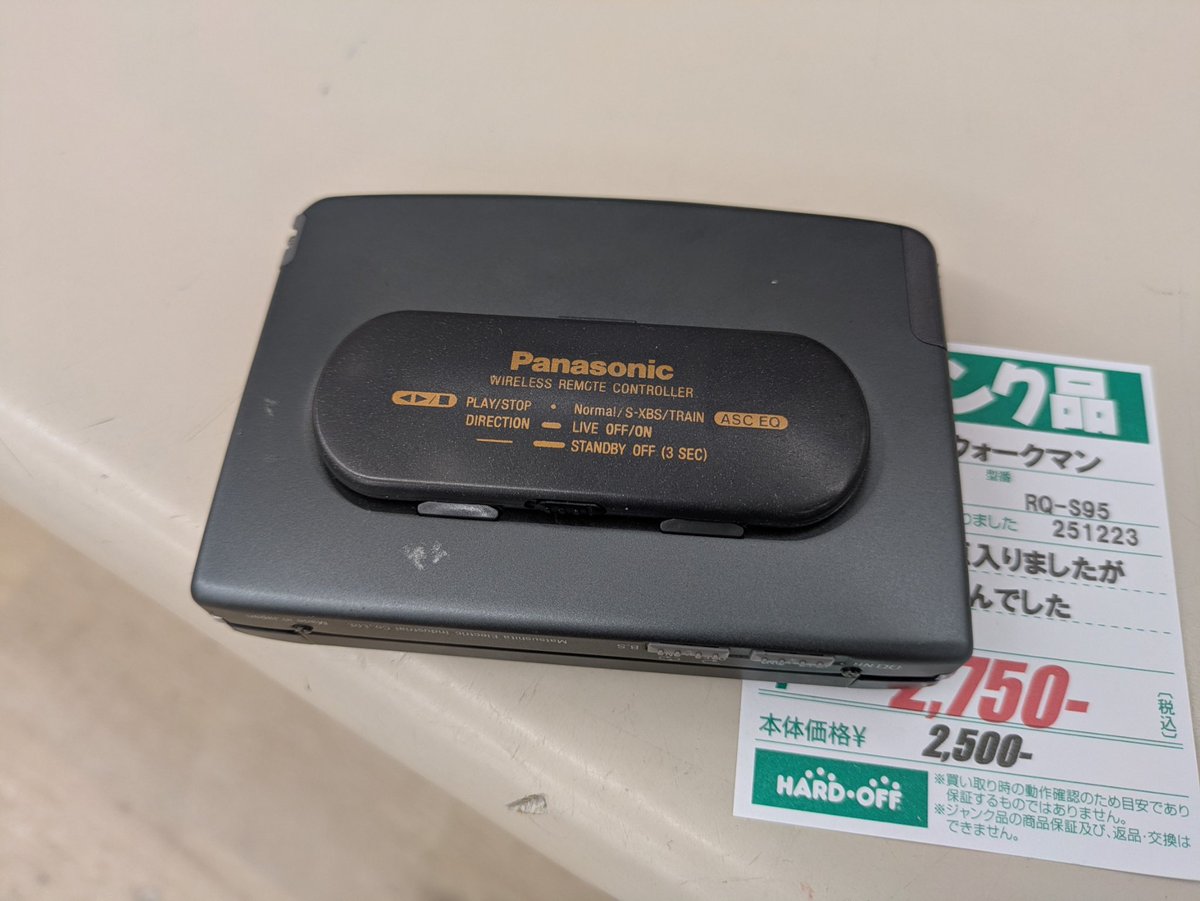 Panasonic
WIRELESS REMOTE CONTROLLER
PLAY/STOP • Normal/S-XBS/TRAIN ASC EQ
DIRECTION LIVE OFF/ON
STANDBY OFF (3 SEC)
Matsushita Electric Industrial Co., Ltd.
ンク品
ウォークマン
型番
RQ-S95
りました 251223
入りましたが
んでした
2,750-
(税込)
本体価格¥ 2,500-
HARD・OFF
※買い取り時の動作確認のため目安であり
保証するものではありません。
※ジャンク品の商品保証及び、返品・交換は
できません。